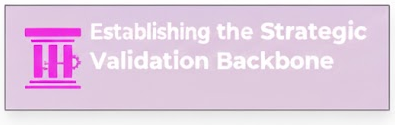 Establishing the Strategic
Validation Backbone